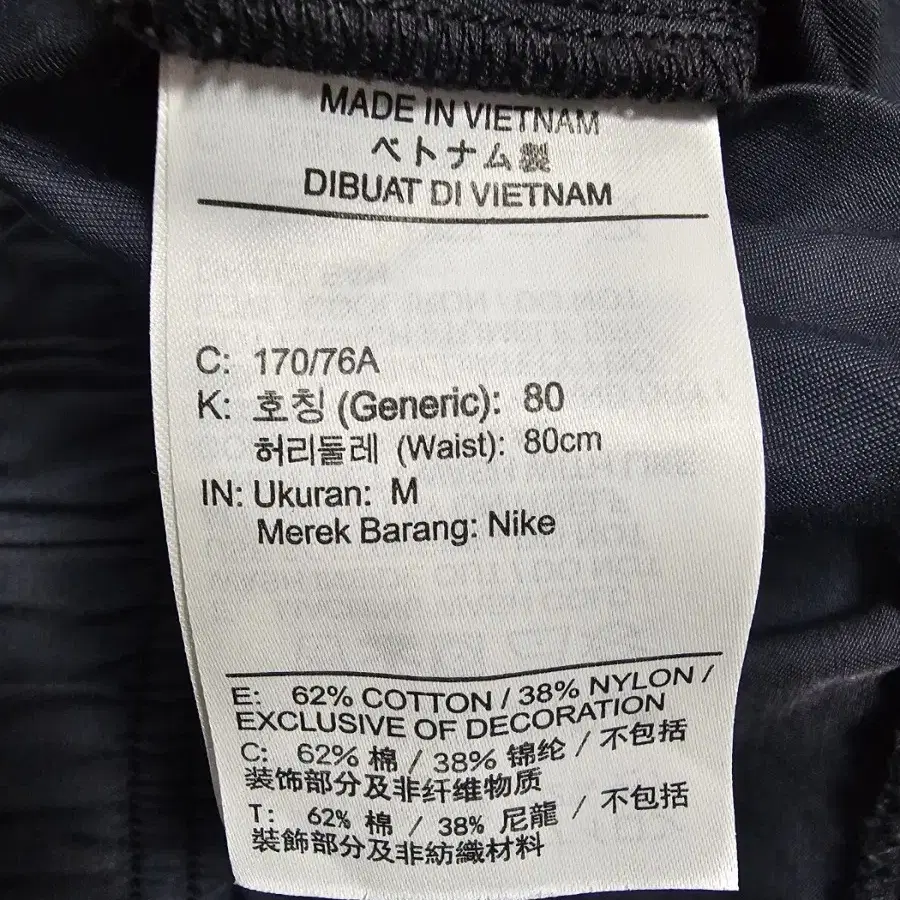 MADE IN VIETNAM
ベトナム製
DIBUAT DI VIETNAM
C: 170/76A
K: 호칭 (Generic): 80
허리둘레 (Waist): 80cm
IN: Ukuran: M
Merek Barang: Nike
E: 62% COTTON / 38% NYLON /
EXCLUSIVE OF DECORATION
C: 62% 棉 / 38% 锦纶 / 不包括
装饰部分及非纤维物质
T: 62% 棉 / 38% 尼龍 / 不包括
裝飾部分及非紡織材料